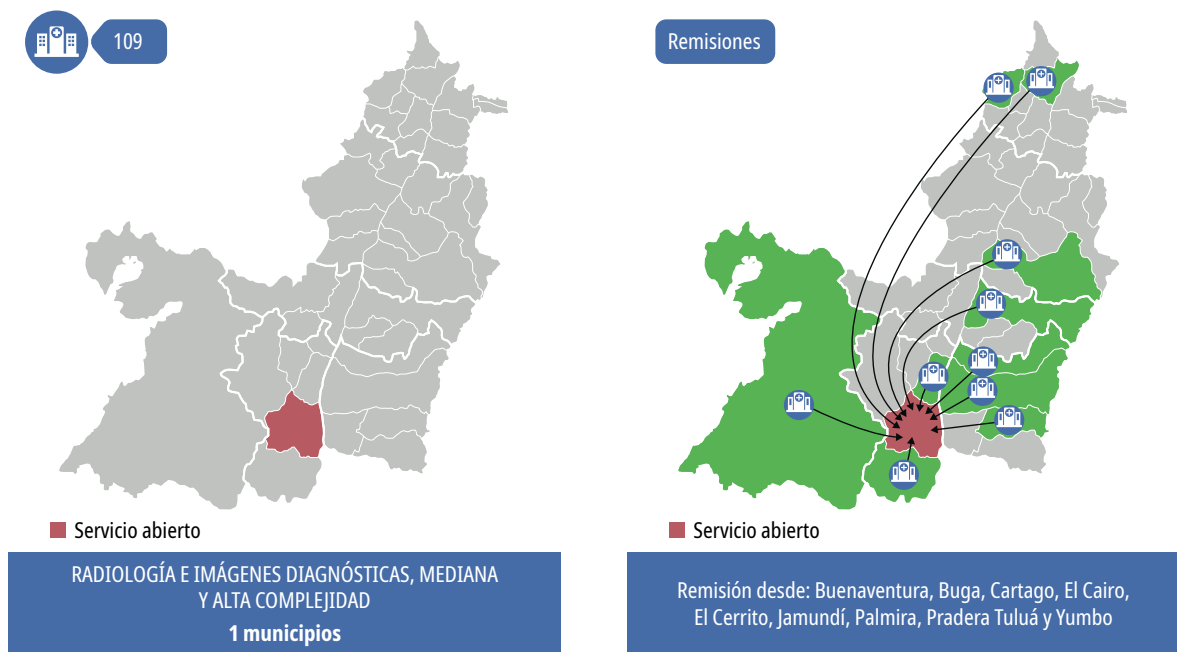 109
Servicio abierto
RADIOLOGÍA E IMÁGENES DIAGNÓSTICAS, MEDIANA
Y ALTA COMPLEJIDAD
1 municipios
Remisiones
Servicio abierto
Remisión desde: Buenaventura, Buga, Cartago, El Cairo,
El Cerrito, Jamundí, Palmira, Pradera Tuluá y Yumbo